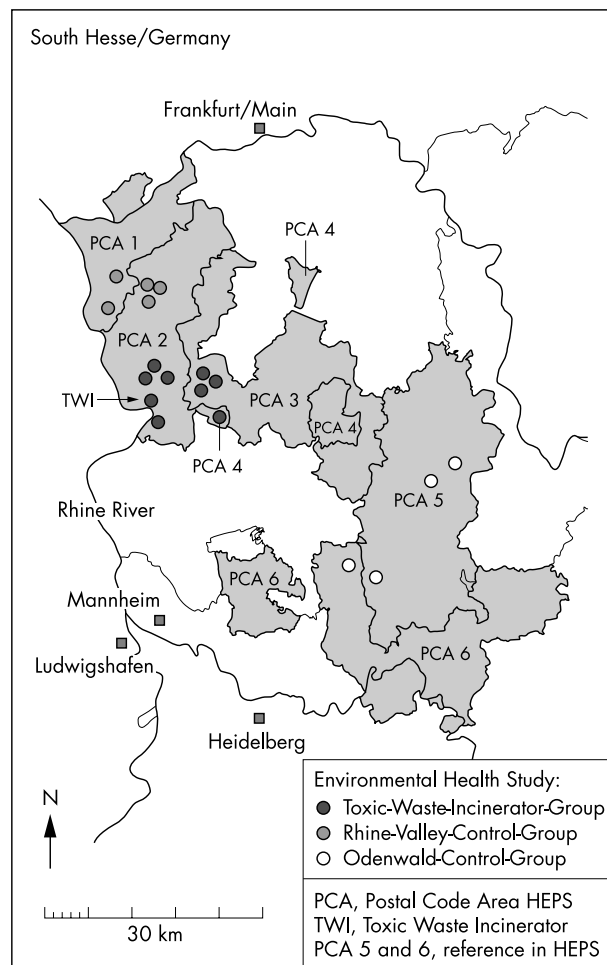 South Hesse/Germany
Frankfurt/Main
PCA 4
PCA 1
PCA 2
TWI
PCA 3
PCA 4
PCA 4
PCA 5
Rhine River
PCA 6
Mannheim
PCA 6
Ludwigshafen
Heidelberg
N
30 km
Environmental Health Study:
Toxic-Waste-Incinerator-Group
Rhine-Valley-Control-Group
Odenwald-Control-Group
PCA, Postal Code Area HEPS
TWI, Toxic Waste Incinerator
PCA 5 and 6, reference in HEPS